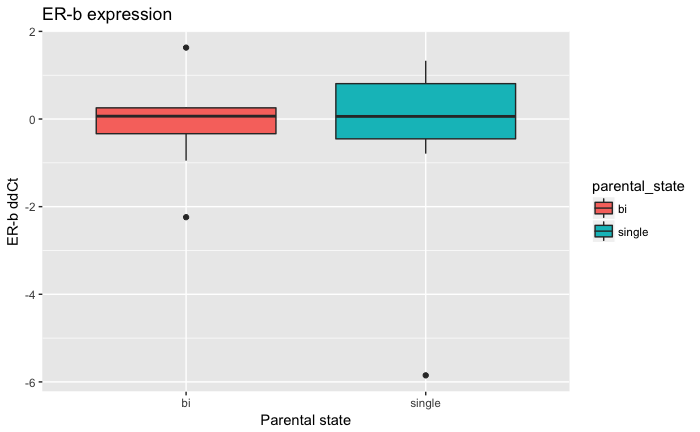 ER-b expression
2
0
-2
-4
-6
ER-b ddCt
bi
single
Parental state
parental_state
bi
single